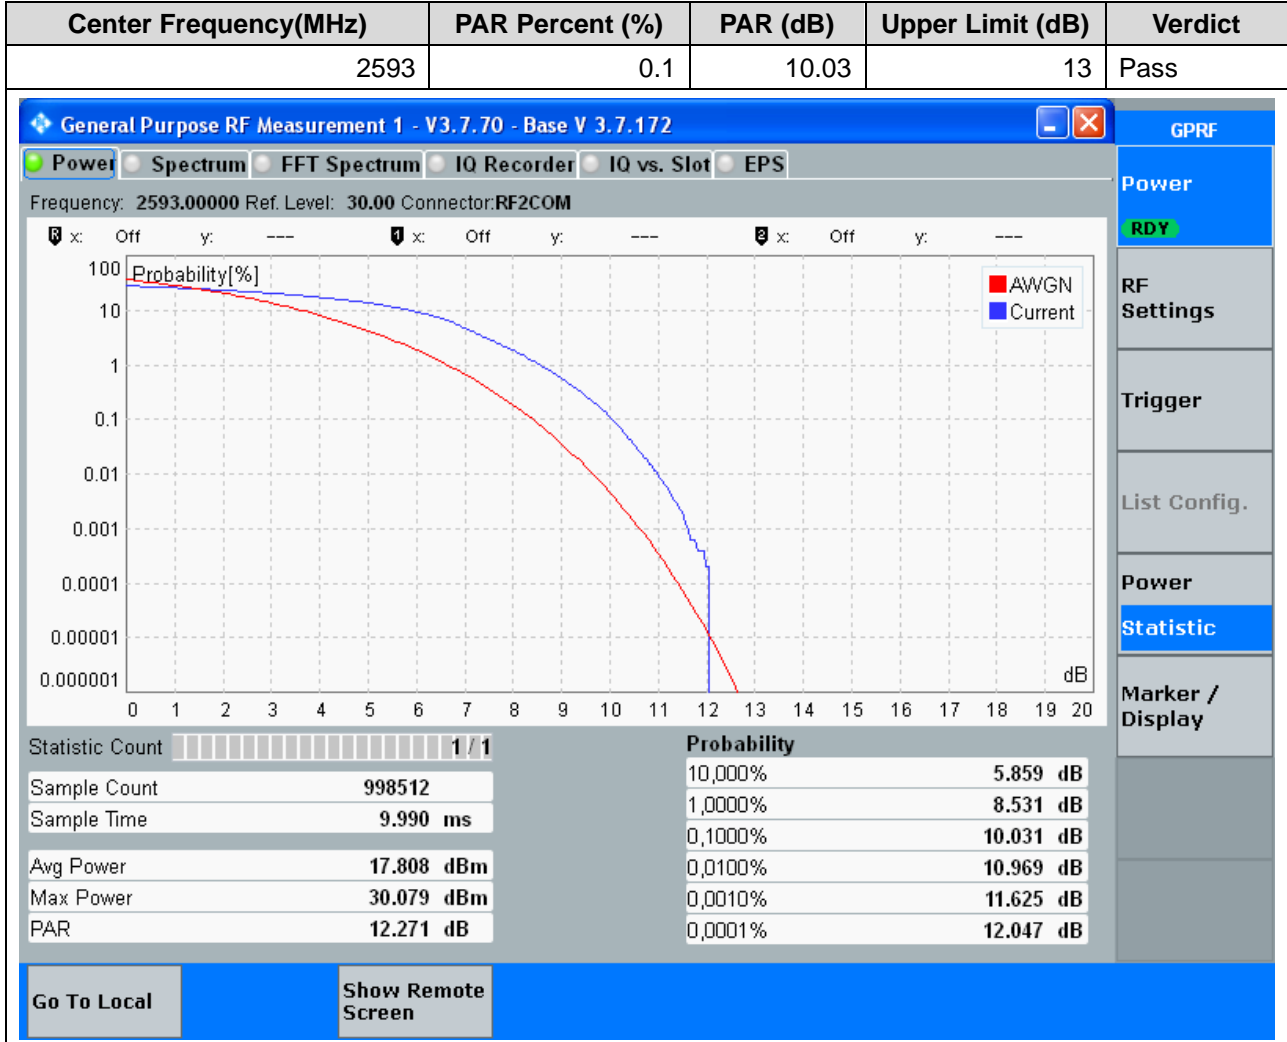 Center Frequency(MHz) PAR Percent (%) PAR (dB) Upper Limit (dB) Verdict
2593 0.1 10.03 13 Pass
General Purpose RF Measurement 1 - V3.7.70 - Base V 3.7.172
GPRF
Power Spectrum FFT Spectrum IQ Recorder IQ vs. Slot EPS
Frequency: 2593.00000 Ref. Level: 30.00 Connector:RF2COM
R x: Off y: --- 1 x: Off y: --- 2 x: Off y: ---
Probability[%]
AWGN
Current
100
10
1
0.1
0.01
0.001
0.0001
0.00001
0.000001
dB
0 1 2 3 4 5 6 7 8 9 10 11 12 13 14 15 16 17 18 19 20
Statistic Count 1 / 1
Sample Count 998512
Sample Time 9.990 ms
Avg Power 17.808 dBm
Max Power 30.079 dBm
PAR 12.271 dB
Probability
10,000% 5.859 dB
1,0000% 8.531 dB
0,1000% 10.031 dB
0,0100% 10.969 dB
0,0010% 11.625 dB
0,0001% 12.047 dB
Power
RDY
RF
Settings
Trigger
List Config.
Power
Statistic
Marker /
Display
Go To Local
Show Remote
Screen